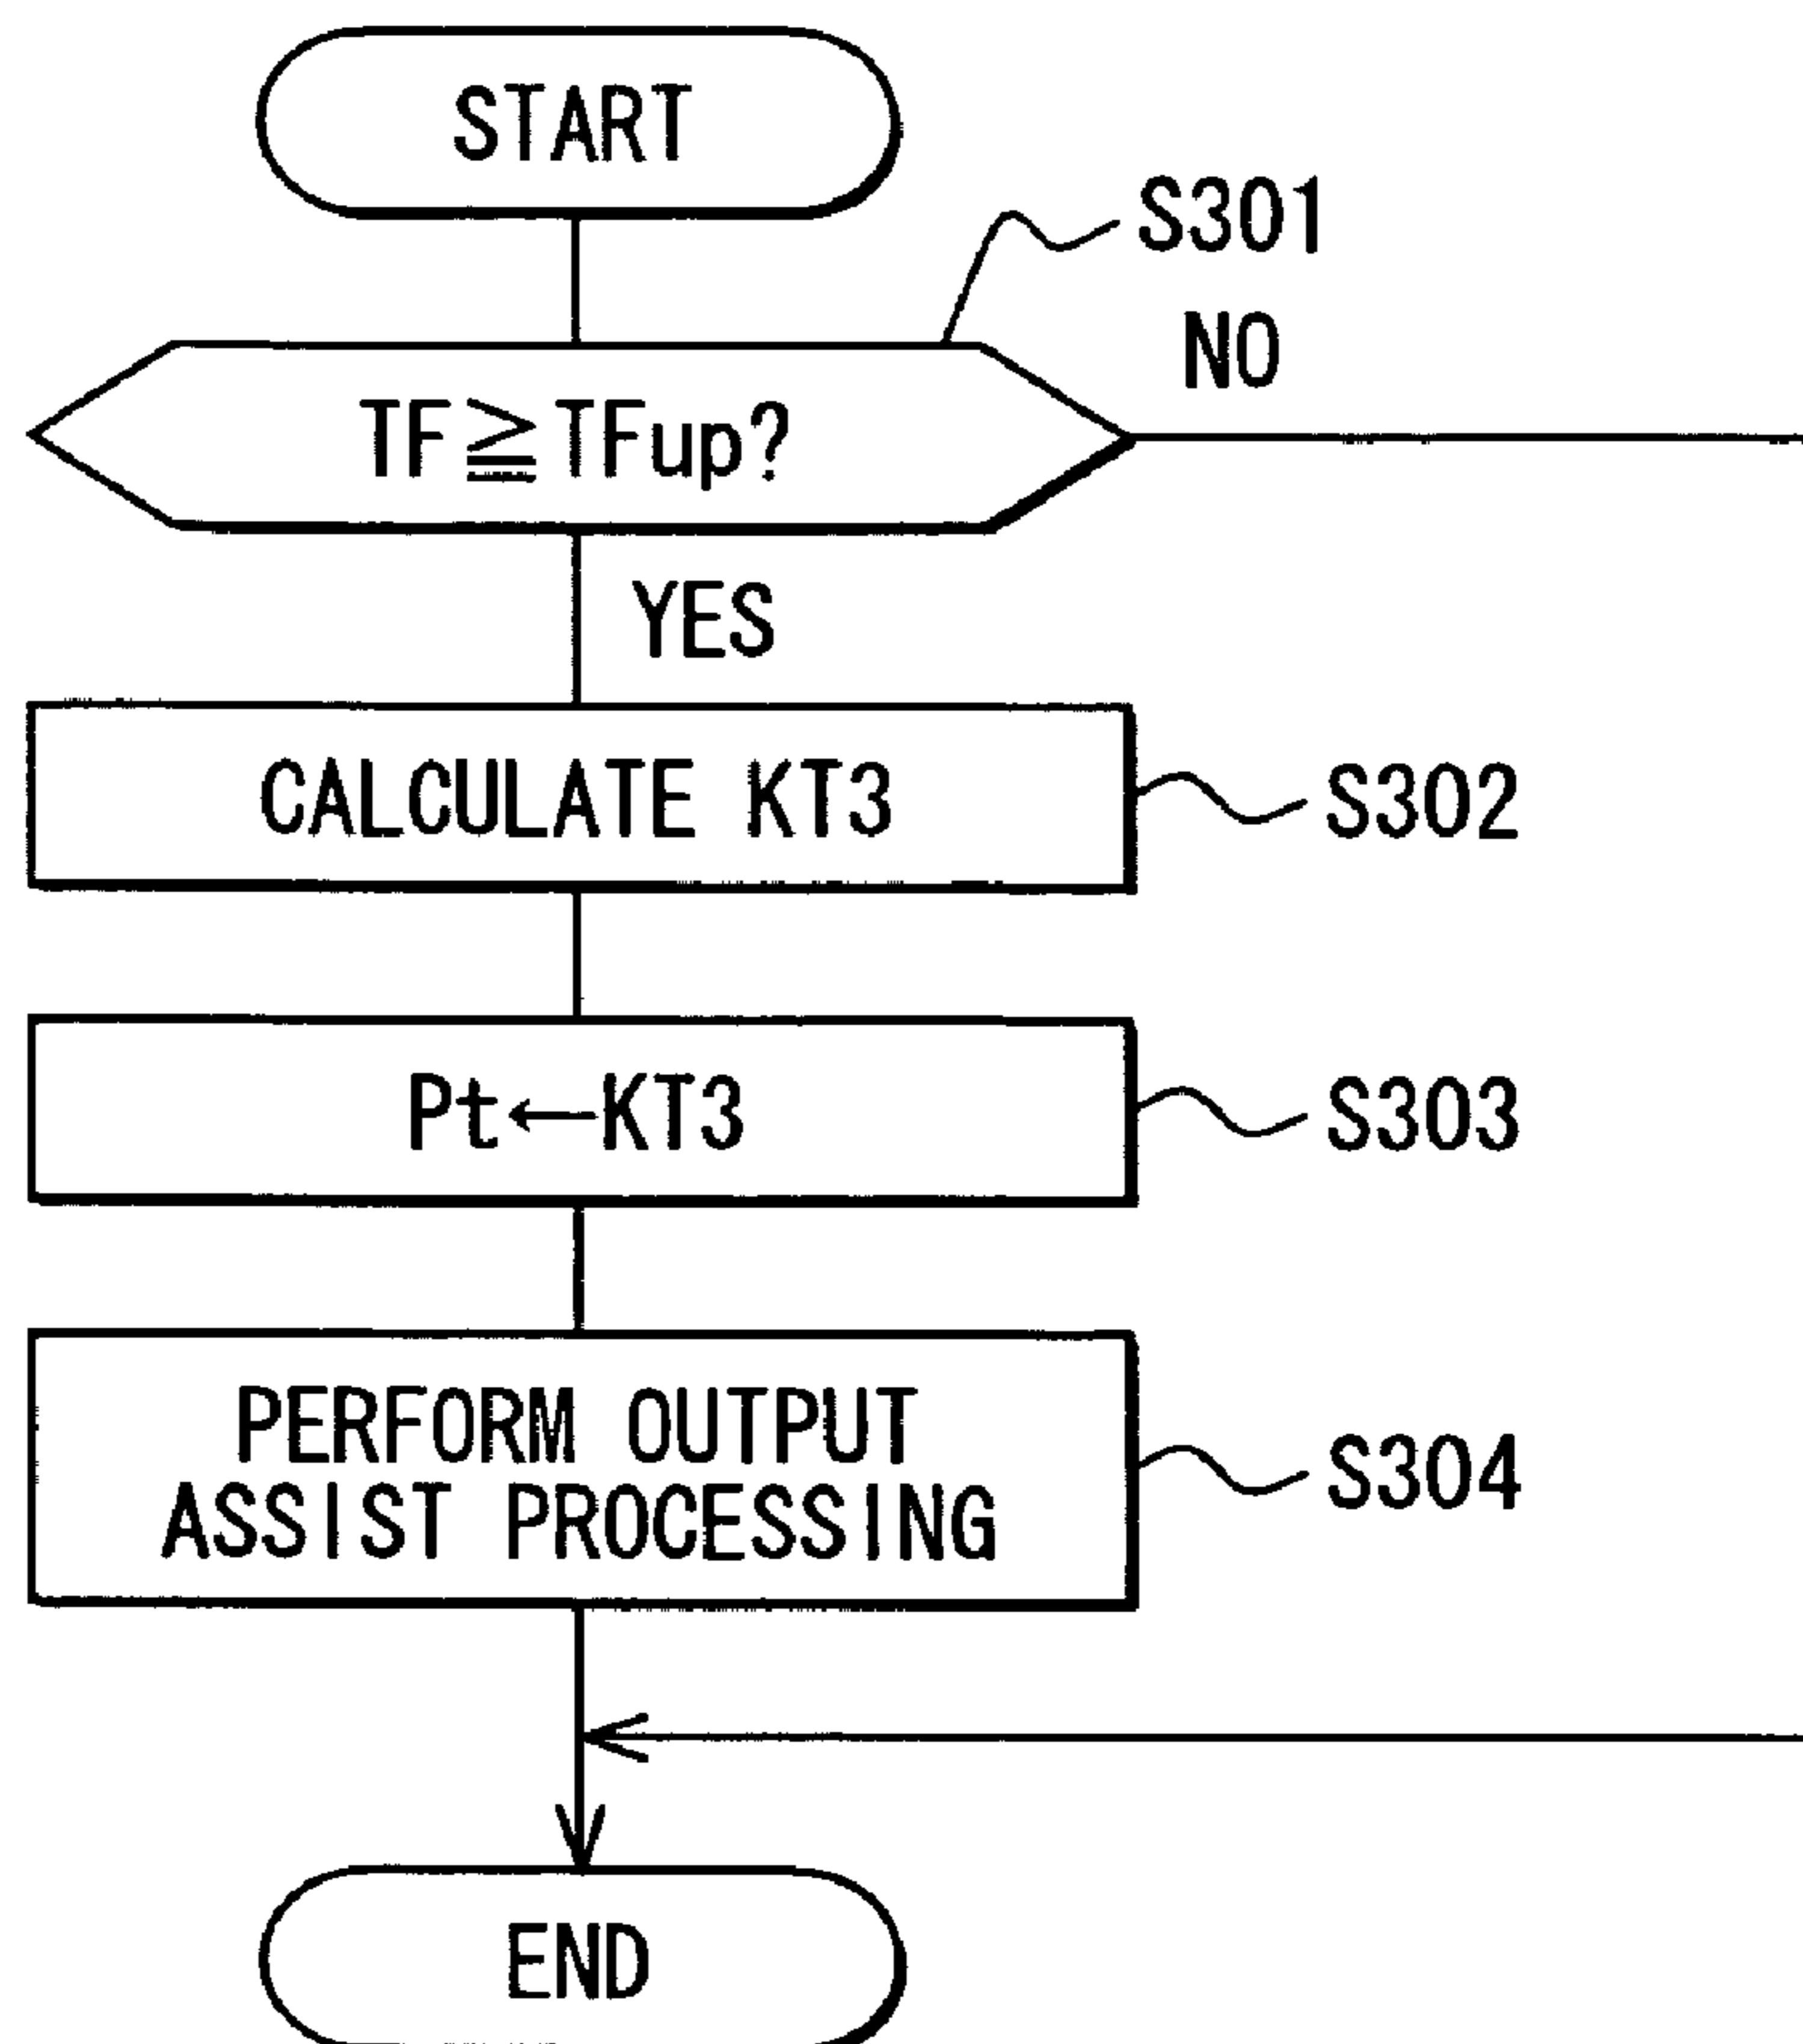 START
S301
NO
TF≧TFup?
YES
CALCULATE KT3
S302
Pt←KT3
S303
PERFORM OUTPUT
ASSIST PROCESSING
S304
END